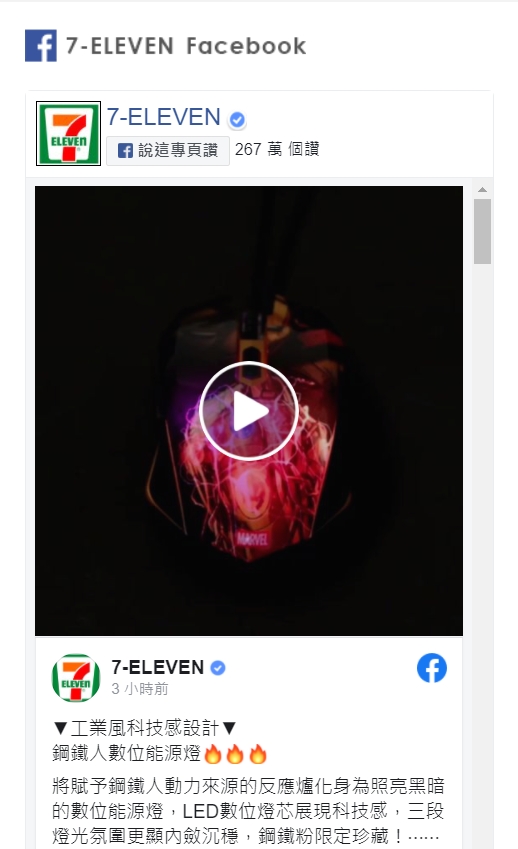 7-ELEVEN Facebook
7-ELEVEN
7
ELEVEN
說這專頁讚
267 萬 個讚
MARVEL
7
ELEVEN
7-ELEVEN
3 小時前
▼工業風科技感設計▼
鋼鐵人數位能源燈🔥🔥🔥
將賦予鋼鐵人動力來源的反應爐化身為照亮黑暗
的數位能源燈，LED數位燈芯展現科技感，三段
燈光氛圍更顯內斂沉穩，鋼鐵粉限定珍藏！⋯⋯